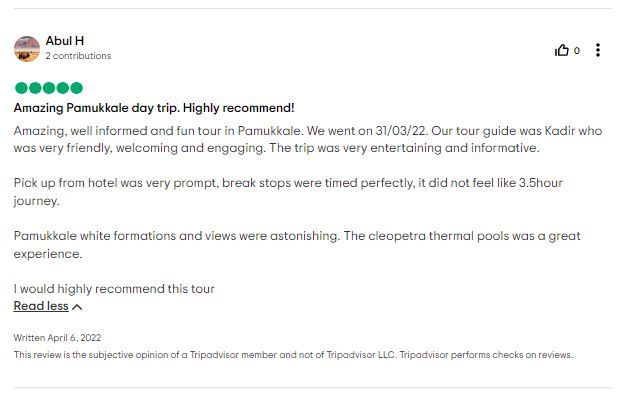 Abul H
2 contributions
0
Amazing Pamukkale day trip. Highly recommend!
Amazing, well informed and fun tour in Pamukkale. We went on 31/03/22. Our tour guide was Kadir who
was very friendly, welcoming and engaging. The trip was very entertaining and informative.
Pick up from hotel was very prompt, break stops were timed perfectly, it did not feel like 3.5hour
journey.
Pamukkale white formations and views were astonishing. The cleopetra thermal pools was a great
experience.
I would highly recommend this tour
Read less
Written April 6, 2022
This review is the subjective opinion of a Tripadvisor member and not of Tripadvisor LLC. Tripadvisor performs checks on reviews.